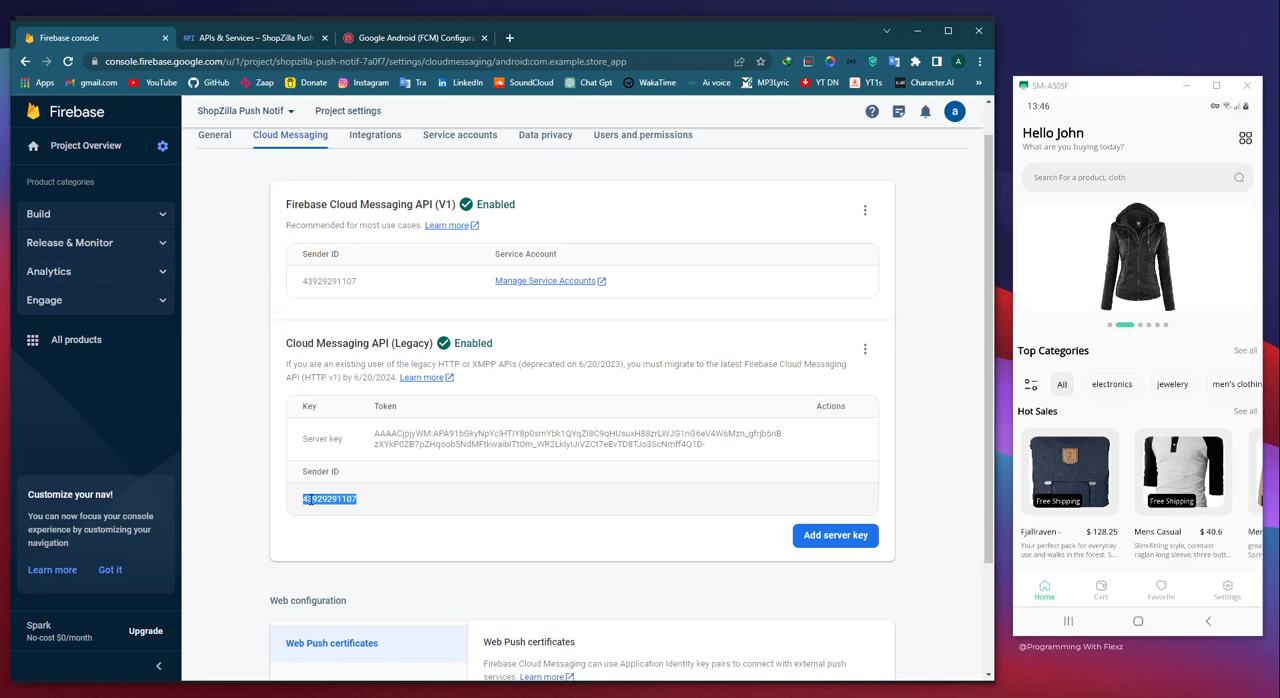 Firebase console
APIs & Services – ShopZilla Push
Google Android (FCM) Configura
console.firebase.google.com/u/1/project/shopzilla-push-notif-7a0f7/settings/cloudmessaging/android:com.example.store_app
Apps
gmail.com
YouTube
GitHub
Zaap
Donate
Instagram
Tra
LinkedIn
SoundCloud
Chat Gpt
WakaTime
Ai voice
MP3Lyric
YT DN
YT1s
Character.AI
Firebase
ShopZilla Push Notif
Project settings
a
General
Cloud Messaging
Integrations
Service accounts
Data privacy
Users and permissions
Project Overview
Product categories
Build
Release & Monitor
Analytics
Engage
All products
Customize your nav!
You can now focus your console
experience by customizing your
navigation
Learn more
Got it
Spark
No-cost $0/month
Upgrade
Firebase Cloud Messaging API (V1)
Enabled
Recommended for most use cases. Learn more
Sender ID
Service Account
43929291107
Manage Service Accounts
Cloud Messaging API (Legacy)
Enabled
If you are an existing user of the legacy HTTP or XMPP APIs (deprecated on 6/20/2023), you must migrate to the latest Firebase Cloud Messaging
API (HTTP v1) by 6/20/2024. Learn more
Key
Token
Actions
Server key
Sender ID
43929291107
Add server key
Web configuration
Web Push certificates
Web Push certificates
Firebase Cloud Messaging can use Application Identity key pairs to connect with external push
services. Learn more
SM-A505F
13:46
Hello John
What are you buying today?
Search For a product, cloth
Top Categories
See all
All
electronics
jewelery
men's clothin
Hot Sales
See all
Free Shipping
Free Shipping
Fjallraven -
$ 128.25
Mens Casual
$ 40.6
Mer
Your perfect pack for everyday
use and walks in the forest. S...
Slim-fitting style, contrast
raglan long sleeve, three-butt...
grea
Sprin
Home
Cart
Favorite
Settings
@Programming With Flexz